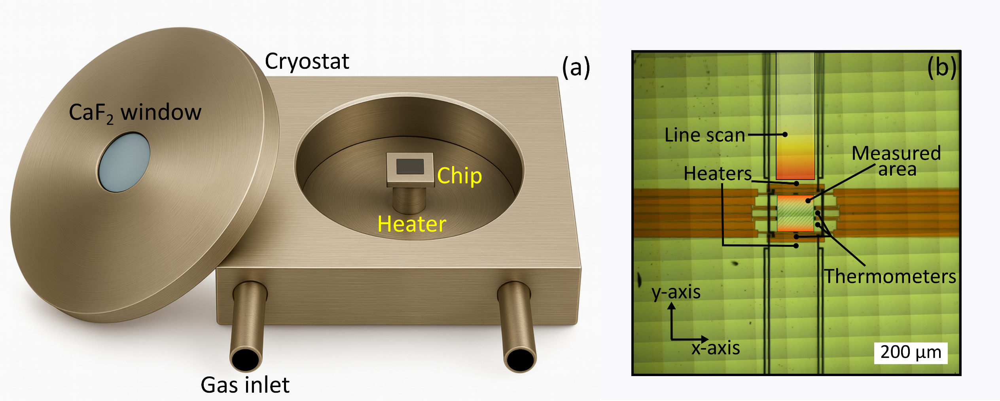 Cryostat
(a)
CaF₂ window
Chip
Heater
Gas inlet
(b)
Line scan
Measured
area
Heaters
Thermometers
y-axis
x-axis
200 µm